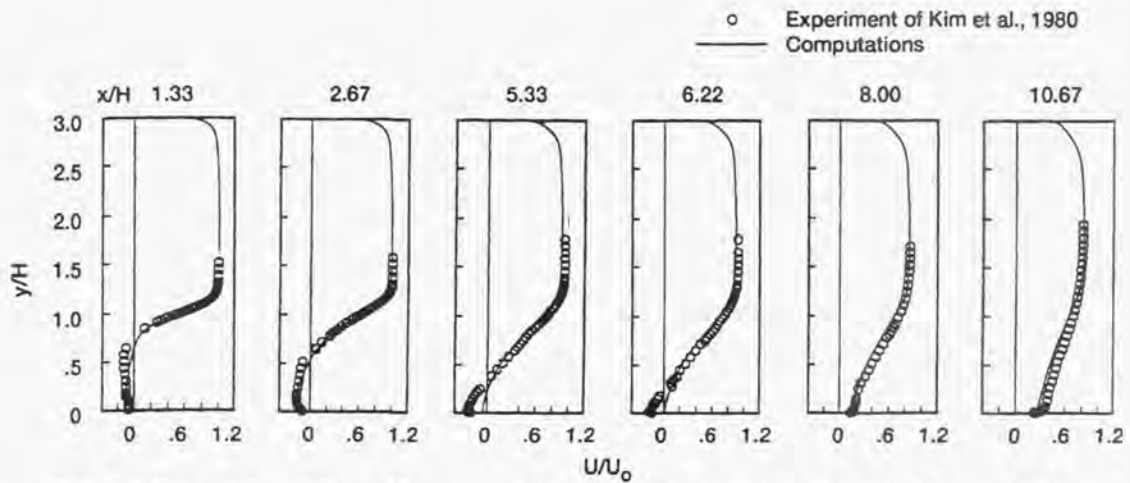 Experiment of Kim et al., 1980
Computations
x/H 1.33 2.67 5.33 6.22 8.00 10.67
3.0
2.5
2.0
1.5
1.0
.5
0
y/H
0 .6 1.2 0 .6 1.2 0 .6 1.2 0 .6 1.2 0 .6 1.2 0 .6 1.2
U/Uo